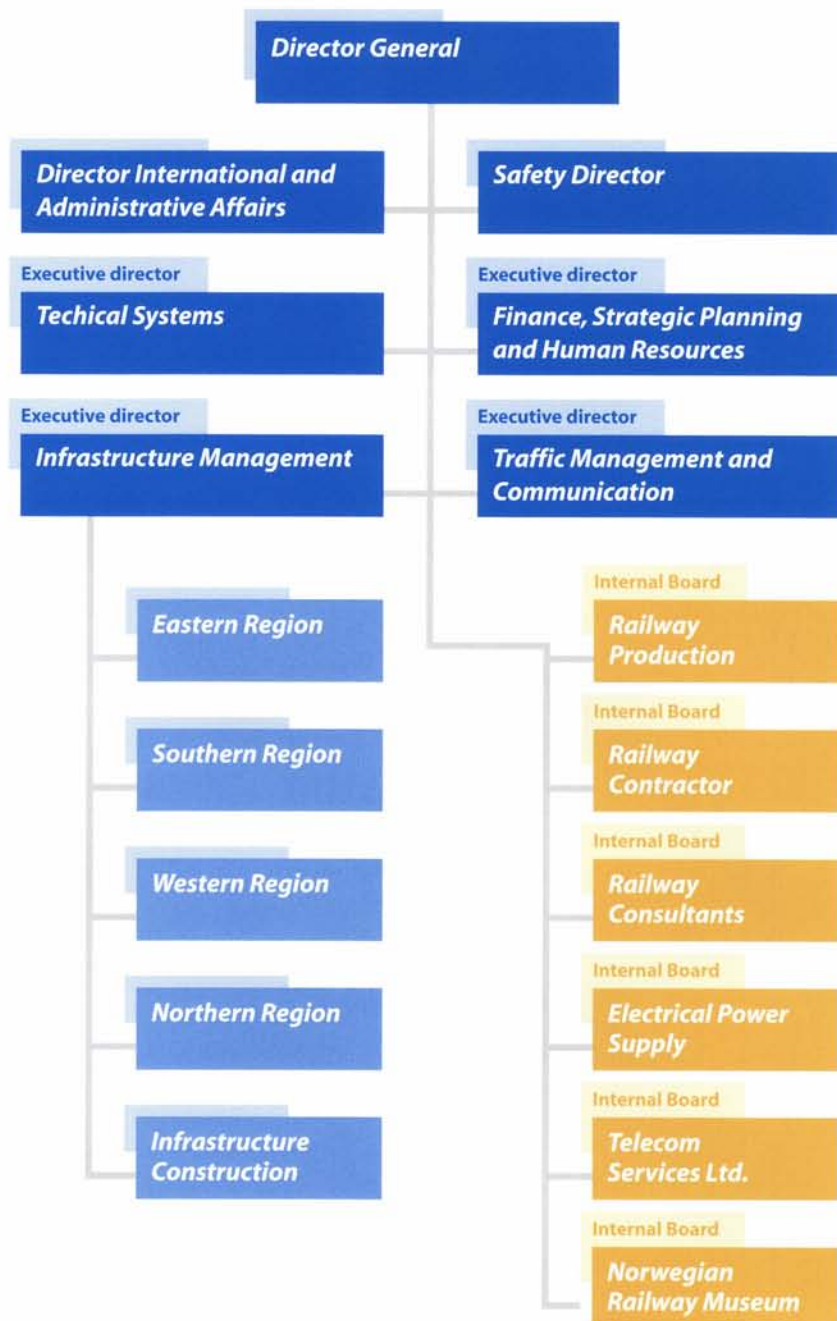 Director General
Director International and
Administrative Affairs
Safety Director
Executive director
Techical Systems
Executive director
Finance, Strategic Planning
and Human Resources
Executive director
Infrastructure Management
Executive director
Traffic Management and
Communication
Eastern Region
Southern Region
Western Region
Northern Region
Infrastructure
Construction
Internal Board
Railway
Production
Internal Board
Railway
Contractor
Internal Board
Railway
Consultants
Internal Board
Electrical Power
Supply
Internal Board
Telecom
Services Ltd.
Internal Board
Norwegian
Railway Museum